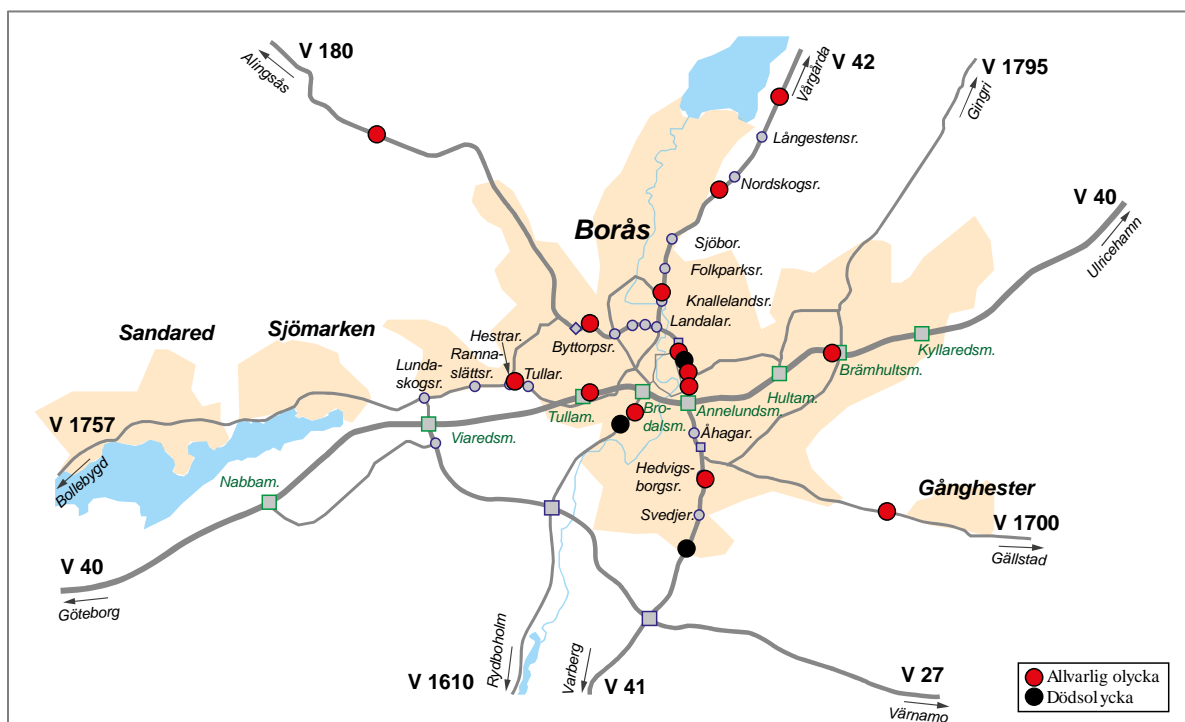 V 180
Alingsås
V 42
Vårgårda
V 1795
Gingri
Långestensr.
Nordskogsr.
V 40
Ulricehamn
Borås
Sjöbor.
Folkparksr.
Knallelandsr.
Landalar.
Sandared
Sjömarken
Hestrar.
Ramna-
slättsr.
Byttorpsr.
Kyllaredsm.
Brämhultsm.
Lunda-
skogsr.
Tullar.
Hultam.
V 1757
Bollebygd
Viaredsm.
Tullam.
Bro-
dalsm.
Annelundsm.
Åhagar.
Nabbam.
Hedvigs-
borgsr.
Gånghester
Svedjer.
V 1700
Gällstad
V 40
Göteborg
Rydboholm
V 1610
Varberg
V 41
V 27
Värnamo
Allvarlig olycka
Dödsolycka